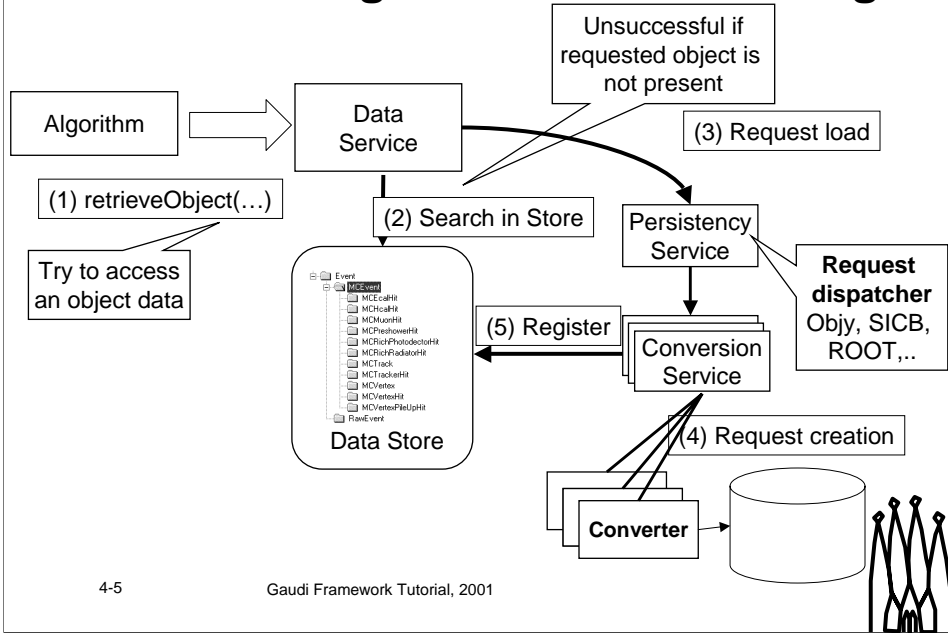 Unsuccessful if
requested object is
not present
Algorithm
Data
Service
(3) Request load
(1) retrieveObject(…)
(2) Search in Store
Persistency
Service
Try to access
an object data
Request
dispatcher
Objy, SICB,
ROOT,..
Event
MCEvent
MCEcalHit
MCHcalHit
MCMuonHit
MCPreshowerHit
MCRichPhotodectorHit
MCRichRadiatorHit
MCTrack
MCTrackerHit
MCVertex
MCVertexHit
MCVertexPileUpHit
RawEvent
Data Store
(5) Register
Conversion
Service
(4) Request creation
Converter
4-5
Gaudi Framework Tutorial, 2001